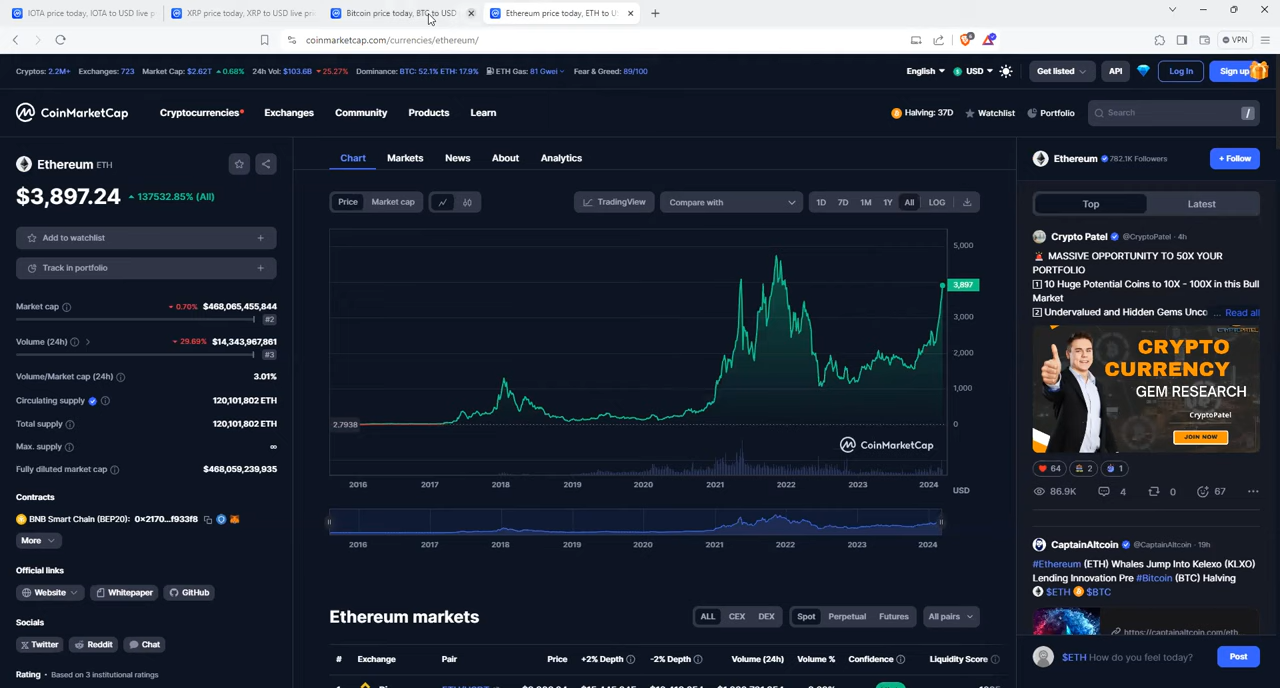 IOTA price today, IOTA to USD live p
XRP price today, XRP to USD live pri
Bitcoin price today, BTC to USD
Ethereum price today, ETH to U
coinmarketcap.com/currencies/ethereum/
VPN
Cryptos: 2.2M+ Exchanges: 723 Market Cap: $2.62T 0.68% 24h Vol: $103.6B 25.27% Dominance: BTC: 52.1% ETH: 17.9% ETH Gas: 81 Gwei Fear & Greed: 89/100
English USD Get listed API Log In Sign up
CoinMarketCap Cryptocurrencies Exchanges Community Products Learn
Halving: 37D Watchlist Portfolio Search /
Ethereum ETH
$3,897.24 137532.85% (All)
Add to watchlist +
Track in portfolio +
Market cap 0.70% $468,065,455,844
#2
Volume (24h) 29.69% $14,343,967,861
#3
Volume/Market cap (24h) 3.01%
Circulating supply 120,101,802 ETH
Total supply 120,101,802 ETH
Max. supply ∞
Fully diluted market cap $468,059,239,935
Contracts
BNB Smart Chain (BEP20): 0x2170...f933f8
More
Official links
Website Whitepaper GitHub
Socials
Twitter Reddit Chat
Rating · Based on 3 institutional ratings
Chart Markets News About Analytics
Price Market cap TradingView Compare with 1D 7D 1M 1Y All LOG
5,000
3,897
3,000
2,000
1,000
0
2.7938
CoinMarketCap
2016 2017 2018 2019 2020 2021 2022 2023 2024 USD
2016 2017 2018 2019 2020 2021 2022 2023 2024
Ethereum markets
ALL CEX DEX Spot Perpetual Futures All pairs
# Exchange Pair Price +2% Depth -2% Depth Volume (24h) Volume % Confidence Liquidity Score
Ethereum 782.1K Followers + Follow
Top Latest
Crypto Patel @CryptoPatel · 4h
🚨 MASSIVE OPPORTUNITY TO 50X YOUR
PORTFOLIO
1 10 Huge Potential Coins to 10X - 100X in this Bull
Market
2 Undervalued and Hidden Gems Unco ... Read all
CRYPTOPATEL
CRYPTO
CURRENCY
GEM RESEARCH
CryptoPatel
JOIN NOW
64 2 1
86.9K 4 0 67 ...
CaptainAltcoin @CaptainAltcoin · 19h
#Ethereum (ETH) Whales Jump Into Kelexo (KLXO)
Lending Innovation Pre #Bitcoin (BTC) Halving
$ETH $BTC
https://captainaltcoin.com/eth
$ETH How do you feel today? Post